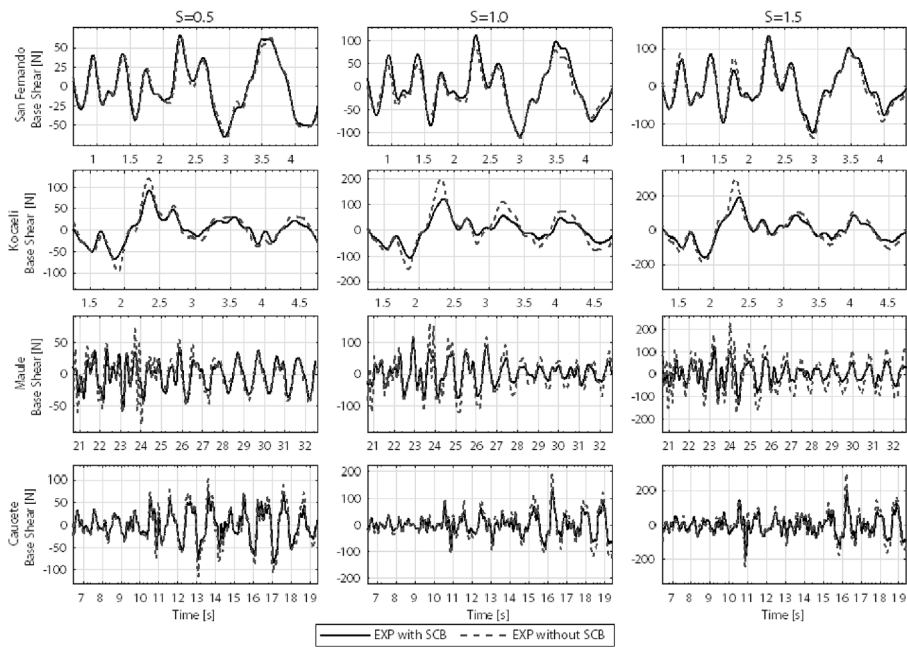 S=0.5 S=1.0 S=1.5
San Fernando
Base Shear [N]
50 25 0 -25 -50
100 50 0 -50 -100
100 50 0 -50 -100
1 1.5 2 2.5 3 3.5 4
1 1.5 2 2.5 3 3.5 4
1 1.5 2 2.5 3 3.5 4
Kocaeli
Base Shear [N]
100 50 0 -50 -100
200 100 0 -100 -200
200 0 -200
1.5 2 2.5 3 3.5 4 4.5
1.5 2 2.5 3 3.5 4 4.5
1.5 2 2.5 3 3.5 4 4.5
Maule
Base Shear [N]
50 0 -50
100 0 -100
200 100 0 -100 -200
21 22 23 24 25 26 27 28 29 30 31 32
21 22 23 24 25 26 27 28 29 30 31 32
21 22 23 24 25 26 27 28 29 30 31 32
Caucete
Base Shear [N]
100 50 0 -50 -100
200 100 0 -100 -200
200 0 -200
7 8 9 10 11 12 13 14 15 16 17 18 19
7 8 9 10 11 12 13 14 15 16 17 18 19
7 8 9 10 11 12 13 14 15 16 17 18 19
Time [s] Time [s] Time [s]
EXP with SCB EXP without SCB